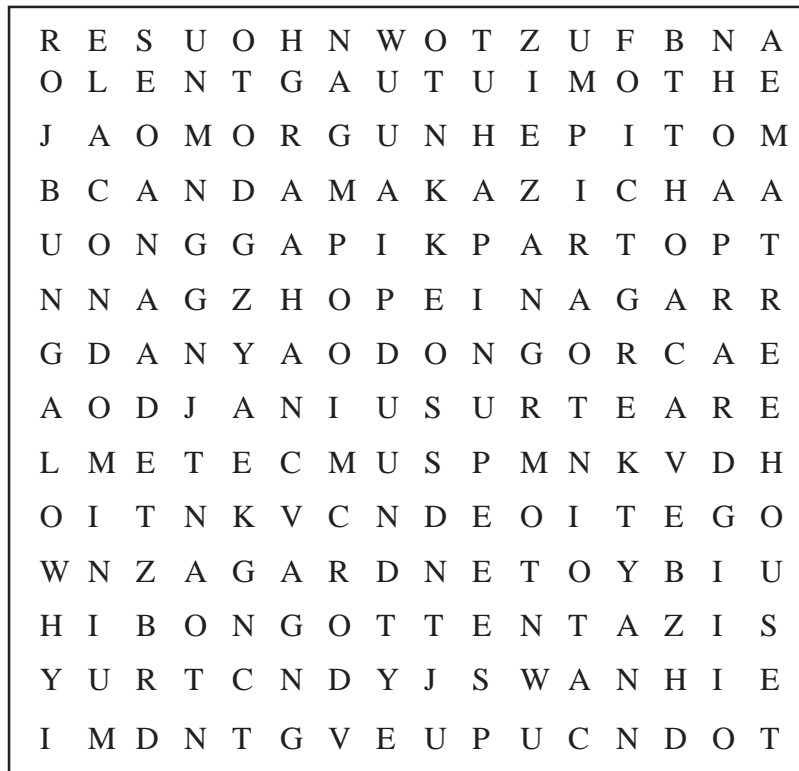 R E S U O H N W O T Z U F B N A
O L E N T G A U T U I M O T H E
J A O M O R G U N H E P I T O M
B C A N D A M A K A Z I C H A A
U O N G G A P I K P A R T O P T
N N A G Z H O P E I N A G A R R
G D A N Y A O D O N G O R C A E
A O D J A N I U S U R T E A R E
L M E T E C M U S P M N K V D H
O I T N K V C N D E O I T E G O
W N Z A G A R D N E T O Y B I U
H I B O N G O T T E N T A Z I S
Y U R T C N D Y J S W A N H I E
I M D N T G V E U P U C N D O T